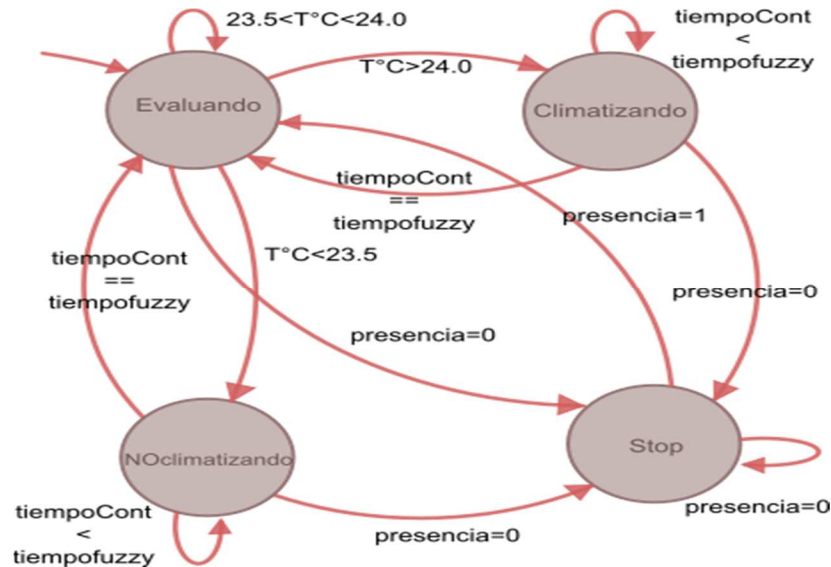 23.5<T°C<24.0
tiempoCont
<
tiempofuzzy
T°C>24.0
Evaluando
Climatizando
tiempoCont
==
tiempofuzzy
presencia=1
tiempoCont
==
tiempofuzzy
T°C<23.5
presencia=0
presencia=0
NOclimatizando
Stop
tiempoCont
<
tiempofuzzy
presencia=0
presencia=0